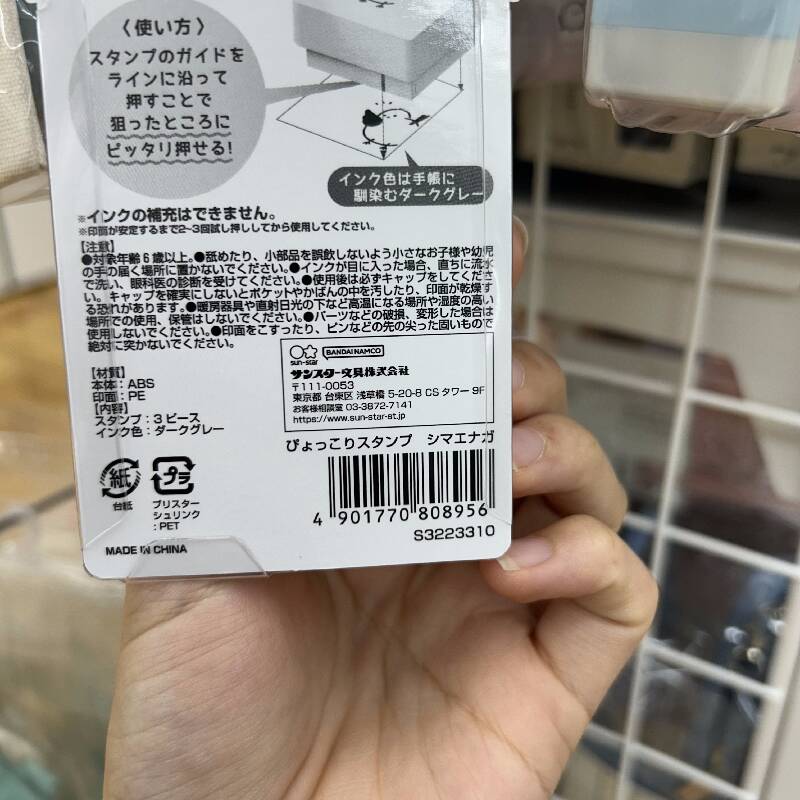 〈使い方〉
スタンプのガイドを
ラインに沿って
押すことで
狙ったところに
ピッタリ押せる!
インク色は手帳に
馴染むダークグレー
※インクの補充はできません。
※印面が安定するまで2~3回試し押ししてから使用してください。
【注意】
●対象年齢6歳以上。●舐めたり、小部品を誤飲しないよう小さなお子様や幼児
の手の届く場所に置かないでください。●インクが目に入った場合、直ちに流水
で洗い、眼科医の診断を受けてください。●使用後は必ずキャップをしてくださ
い。キャップを確実にしないとポケットやかばんの中を汚したり、印面が乾燥す
る恐れがあります。●暖房器具や直射日光の下など高温になる場所や湿度の高い
場所での使用、保管はしないでください。●パーツなどの破損、変形した場合は
使用しないでください。●印面をこすったり、ピンなどの先の尖った固いもので
絶対に突かないでください。
【材質】
本体:ABS
印面:PE
【内容】
スタンプ:3ピース
インク色:ダークグレー
sun-star BANDAI NAMCO
サンスター文具株式会社
〒111-0053
東京都 台東区 浅草橋 5-20-8 CS タワー 9F
お客様相談室 03-3872-7141
https://www.sun-star-st.jp
ぴょっこりスタンプ シマエナガ
4 901770 808956
S3223310
紙
台紙
プラ
ブリスター
シュリンク
:PET
MADE IN CHINA